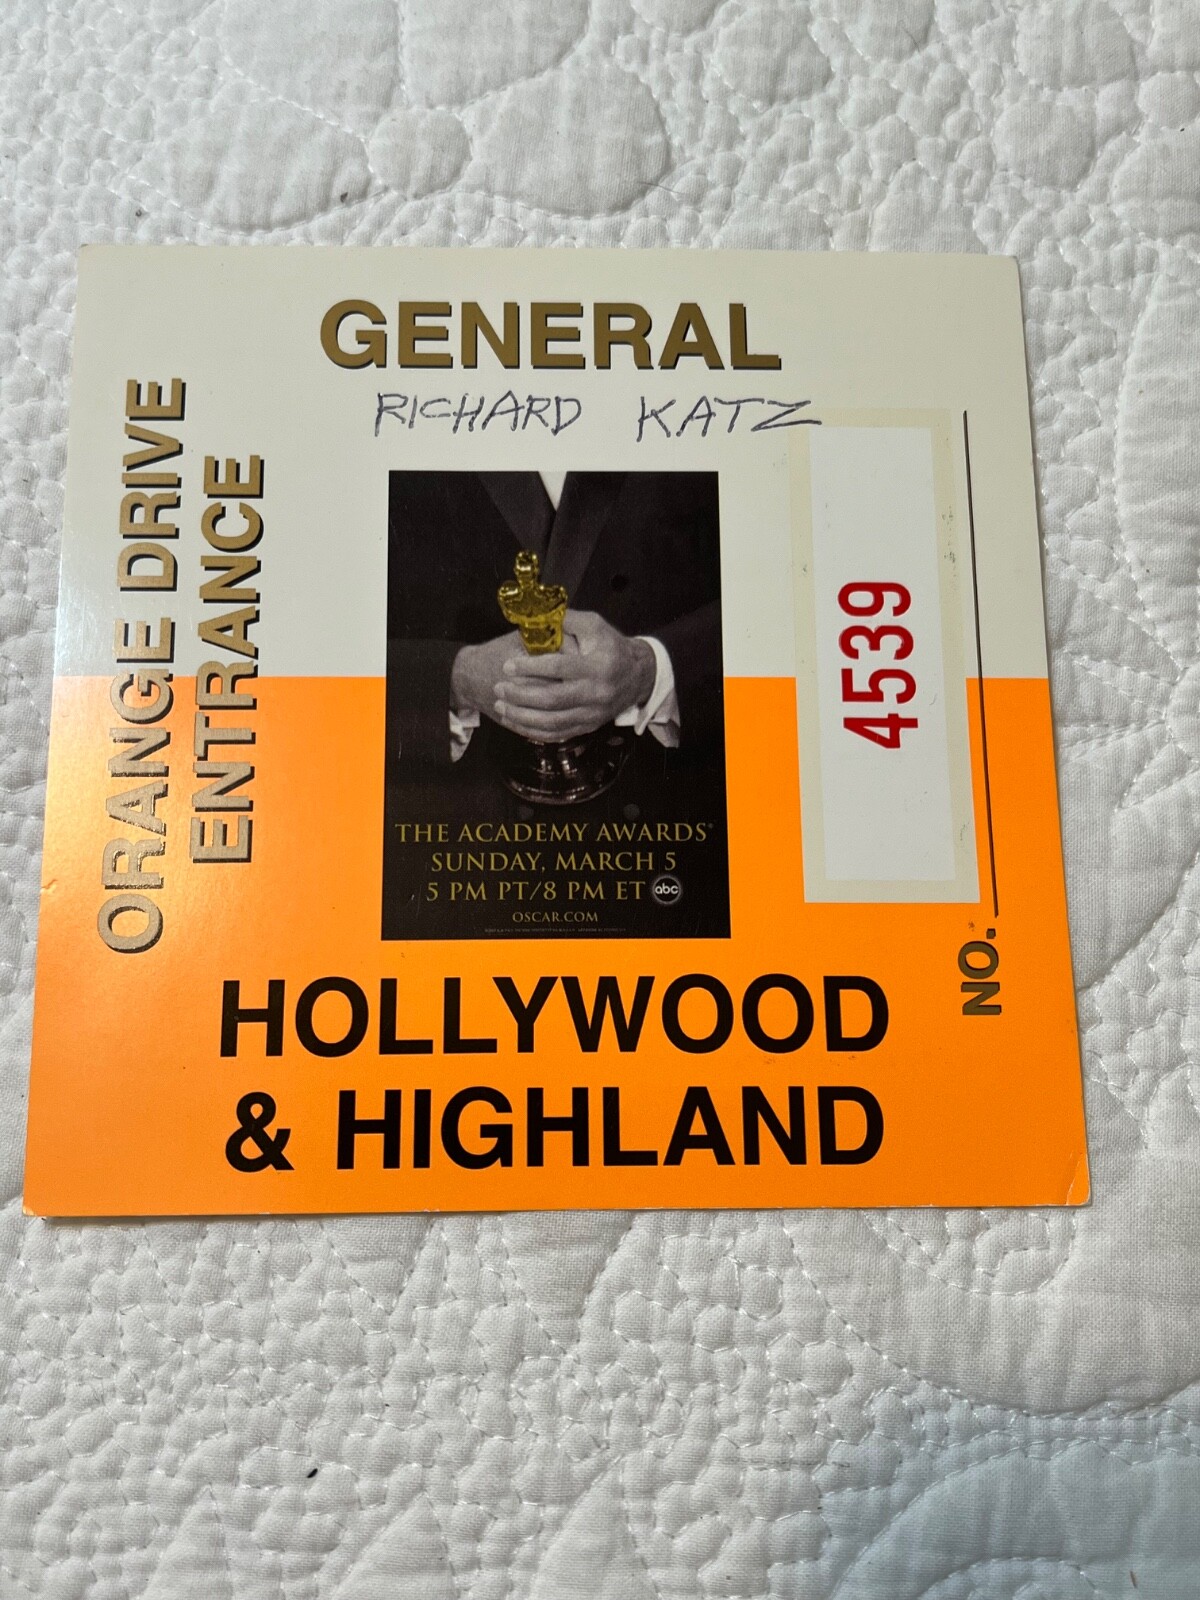 GENERAL
RICHARD KATZ
ORANGE DRIVE
ENTRANCE
4539
NO.
THE ACADEMY AWARDS®
SUNDAY, MARCH 5
5 PM PT/8 PM ET abc
OSCAR.COM
HOLLYWOOD
& HIGHLAND